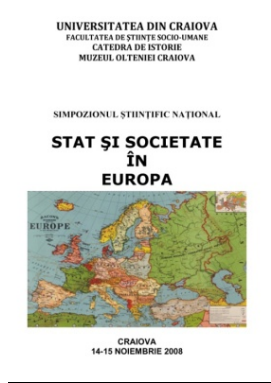 UNIVERSITATEA DIN CRAIOVA
FACULTATEA DE ŞTIINŢE SOCIO-UMANE
CATEDRA DE ISTORIE
MUZEUL OLTENIEI CRAIOVA
SIMPOZIONUL ŞTIINŢIFIC NAŢIONAL
STAT ŞI SOCIETATE
ÎN
EUROPA
EUROPE
CRAIOVA
14-15 NOIEMBRIE 2008